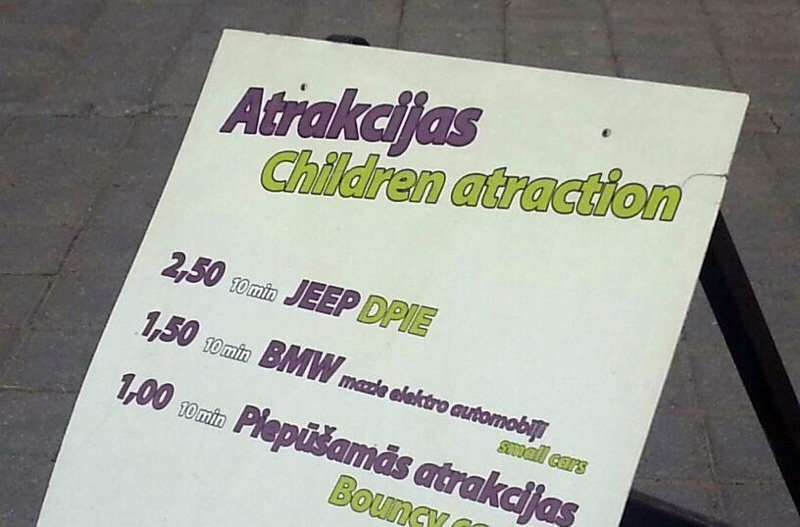 Atrakcijas
Children atraction
2,50 10 min JEEP DPIE
1,50 10 min BMW mazie elektro automobiļi
small cars
1,00 10 min Piepūšamās atrakcijas
Bouncy